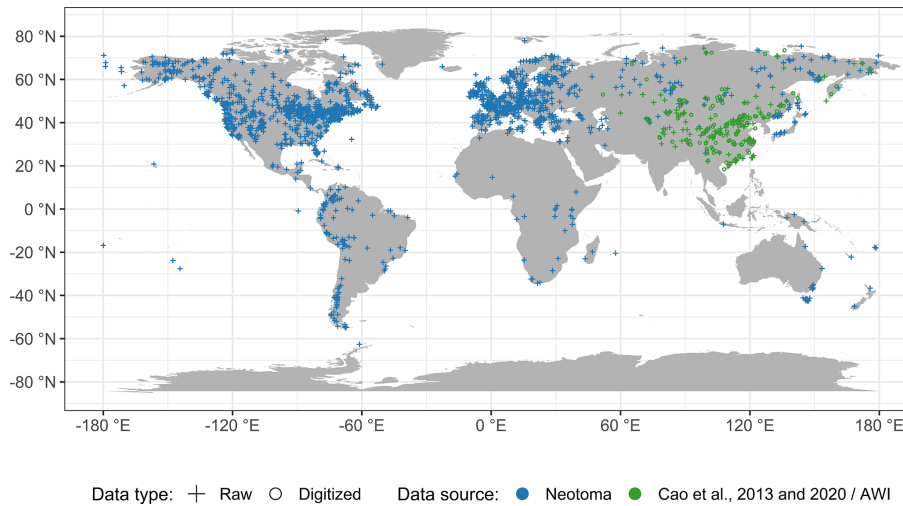 80 °N
60 °N
40 °N
20 °N
0 °N
-20 °N
-40 °N
-60 °N
-80 °N
-180 °E -120 °E -60 °E 0 °E 60 °E 120 °E 180 °E
Data type: Raw Digitized Data source: Neotoma Cao et al., 2013 and 2020 / AWI